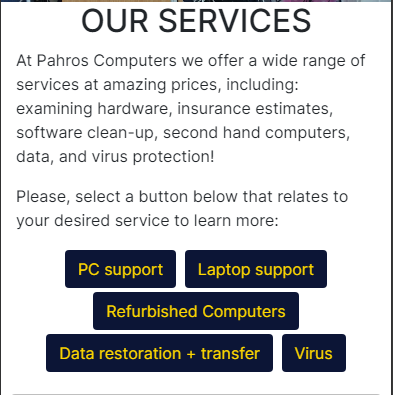 OUR SERVICES
At Pahros Computers we offer a wide range of
services at amazing prices, including:
examining hardware, insurance estimates,
software clean-up, second hand computers,
data, and virus protection!
Please, select a button below that relates to
your desired service to learn more:
PC support Laptop support
Refurbished Computers
Data restoration + transfer Virus